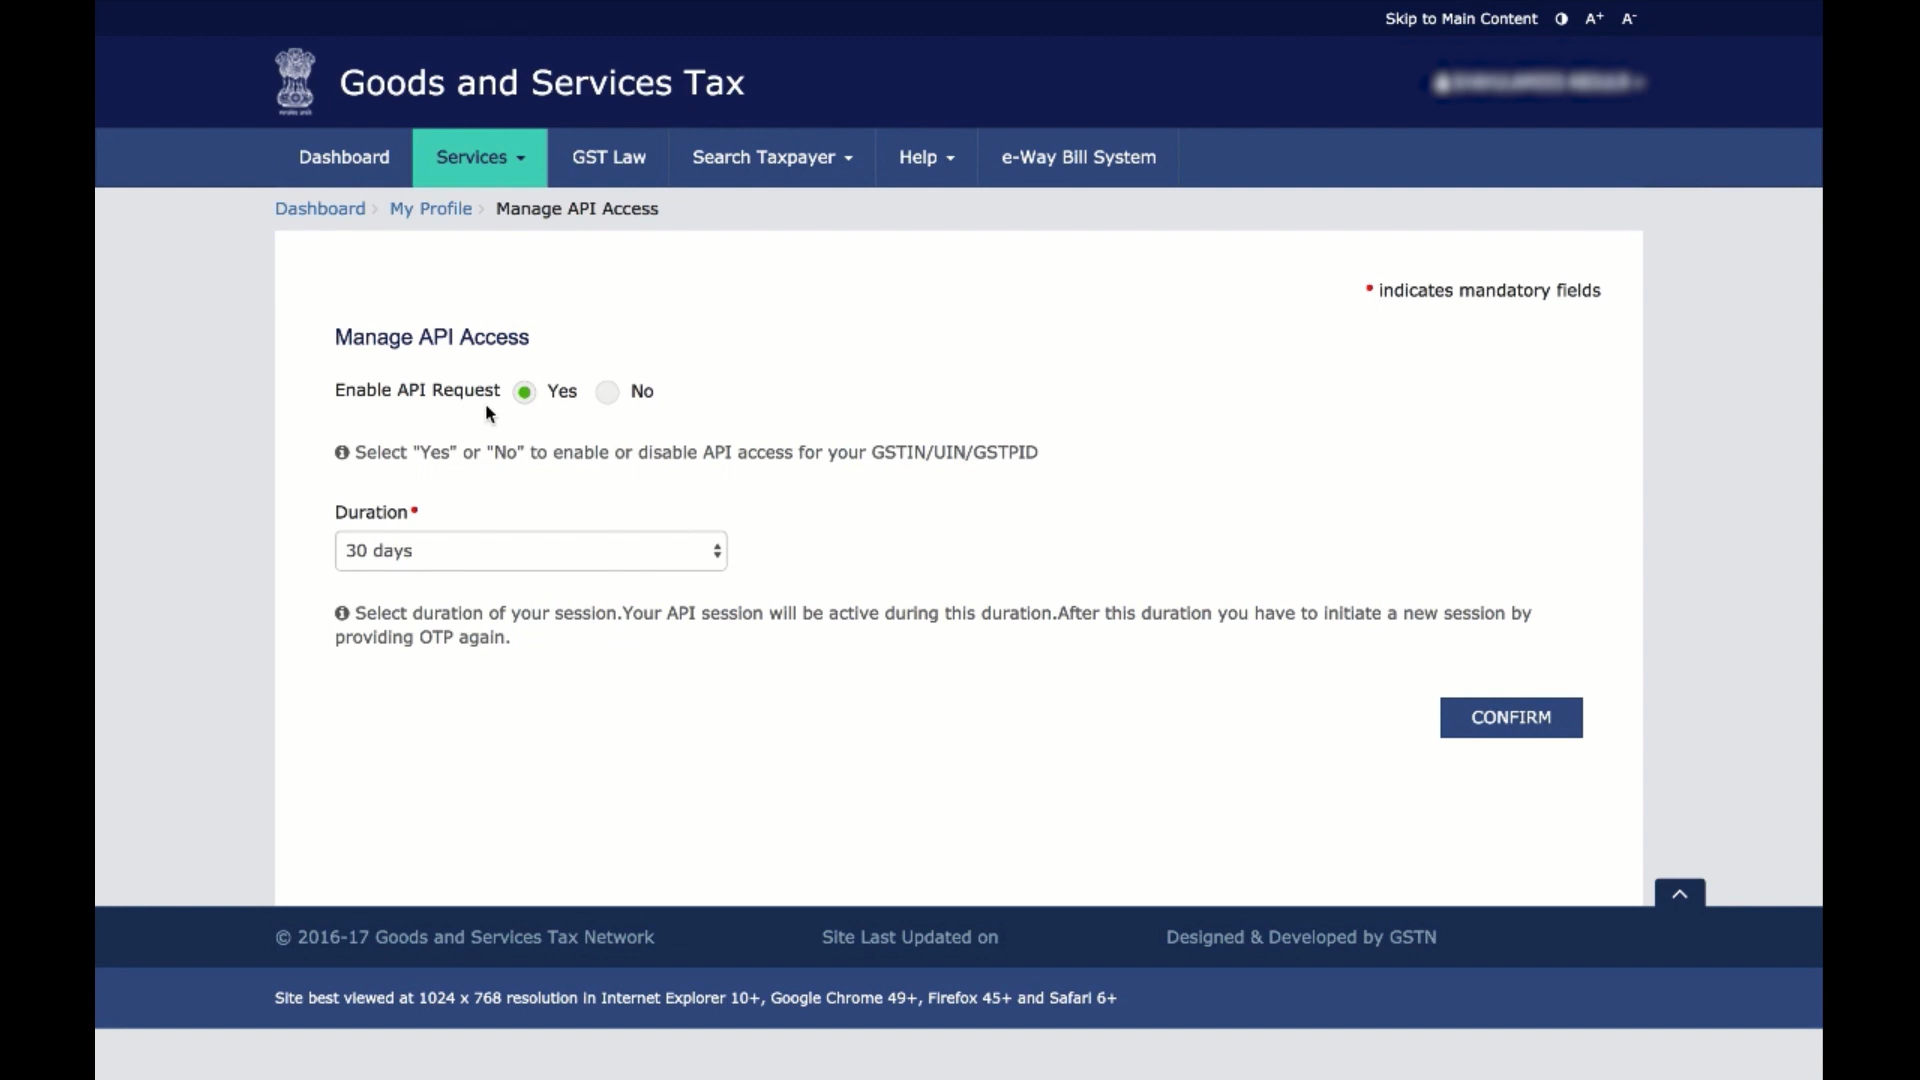 Skip to Main Content A+ A-
Goods and Services Tax
Dashboard Services GST Law Search Taxpayer Help e-Way Bill System
Dashboard My Profile Manage API Access
• indicates mandatory fields
Manage API Access
Enable API Request Yes No
Select "Yes" or "No" to enable or disable API access for your GSTIN/UIN/GSTPID
Duration•
30 days
Select duration of your session.Your API session will be active during this duration.After this duration you have to initiate a new session by
providing OTP again.
CONFIRM
© 2016-17 Goods and Services Tax Network Site Last Updated on Designed & Developed by GSTN
Site best viewed at 1024 x 768 resolution in Internet Explorer 10+, Google Chrome 49+, Firefox 45+ and Safari 6+